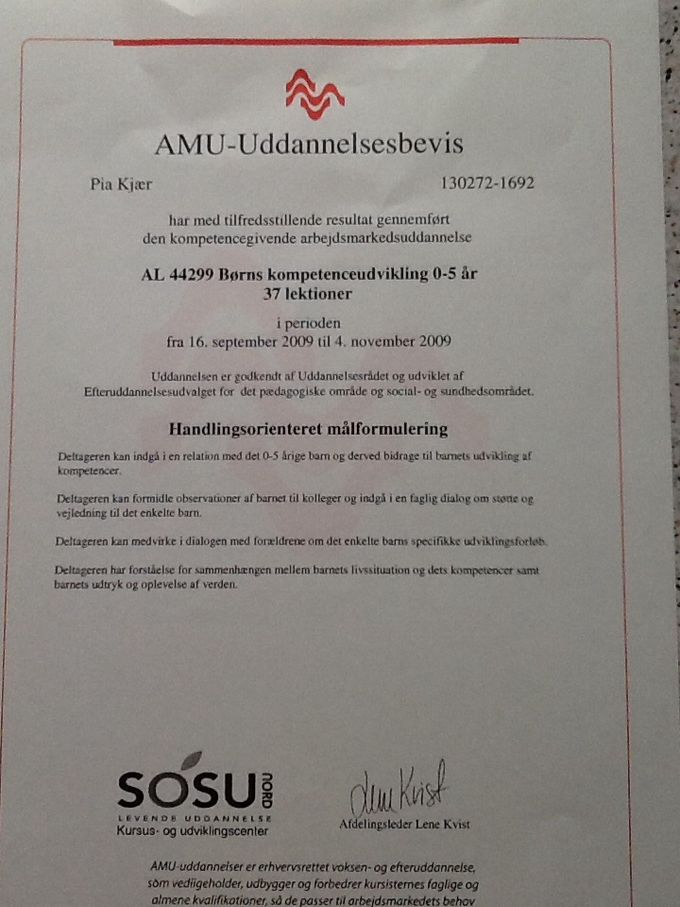 AMU-Uddannelsesbevis
Pia Kjær 130272-1692
har med tilfredsstillende resultat gennemført
den kompetencegivende arbejdsmarkedsuddannelse
AL 44299 Børns kompetenceudvikling 0-5 år
37 lektioner
i perioden
fra 16. september 2009 til 4. november 2009
Uddannelsen er godkendt af Uddannelsesrådet og udviklet af
Efteruddannelsesudvalget for det pædagogiske område og social- og sundhedsområdet.
Handlingsorienteret målformulering
Deltageren kan indgå i en relation med det 0-5 årige barn og derved bidrage til barnets udvikling af
kompetencer.
Deltageren kan formidle observationer af barnet til kolleger og indgå i en faglig dialog om støtte og
vejledning til det enkelte barn.
Deltageren kan medvirke i dialogen med forældrene om det enkelte barns specifikke udviklingsforløb.
Deltageren har forståelse for sammenhængen mellem barnets livssituation og dets kompetencer samt
barnets udtryk og oplevelse af verden.
SOSU NORD
LEVENDE UDDANNELSE
Kursus- og udviklingscenter
Lene Kvist
Afdelingsleder Lene Kvist
AMU-uddannelser er erhvervsrettet voksen- og efteruddannelse,
som vedligeholder, udbygger og forbedrer kursisternes faglige og
almene kvalifikationer, så de passer til arbejdsmarkedets behov